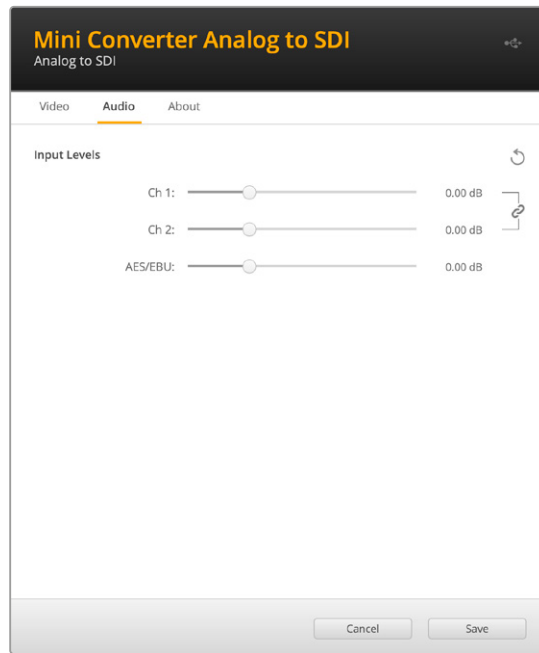 Mini Converter Analog to SDI
Analog to SDI
Video Audio About
Input Levels
Ch 1: 0.00 dB
Ch 2: 0.00 dB
AES/EBU: 0.00 dB
Cancel Save